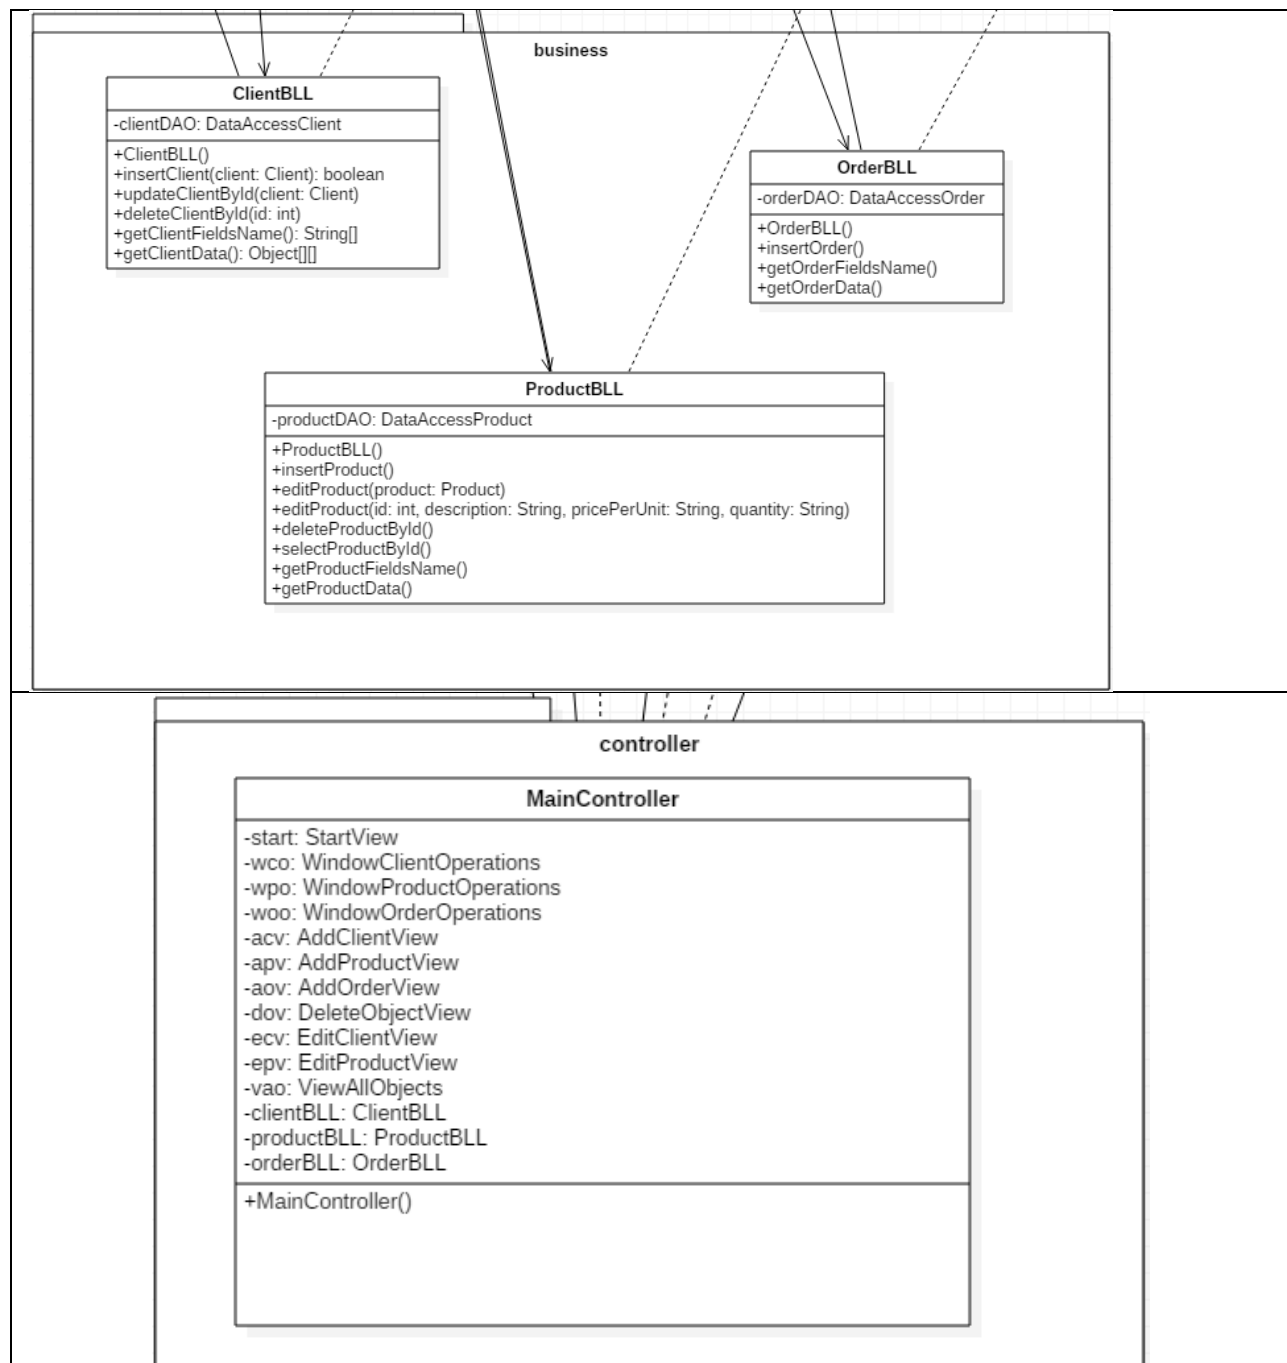 business
ClientBLL
-clientDAO: DataAccessClient
+ClientBLL()
+insertClient(client: Client): boolean
+updateClientById(client: Client)
+deleteClientById(id: int)
+getClientFieldsName(): String[]
+getClientData(): Object[][]
OrderBLL
-orderDAO: DataAccessOrder
+OrderBLL()
+insertOrder()
+getOrderFieldsName()
+getOrderData()
ProductBLL
-productDAO: DataAccessProduct
+ProductBLL()
+insertProduct()
+editProduct(product: Product)
+editProduct(id: int, description: String, pricePerUnit: String, quantity: String)
+deleteProductById()
+selectProductById()
+getProductFieldsName()
+getProductData()
controller
MainController
-start: StartView
-wco: WindowClientOperations
-wpo: WindowProductOperations
-woo: WindowOrderOperations
-acv: AddClientView
-apv: AddProductView
-aov: AddOrderView
-dov: DeleteObjectView
-ecv: EditClientView
-epv: EditProductView
-vao: ViewAllObjects
-clientBLL: ClientBLL
-productBLL: ProductBLL
-orderBLL: OrderBLL
+MainController()